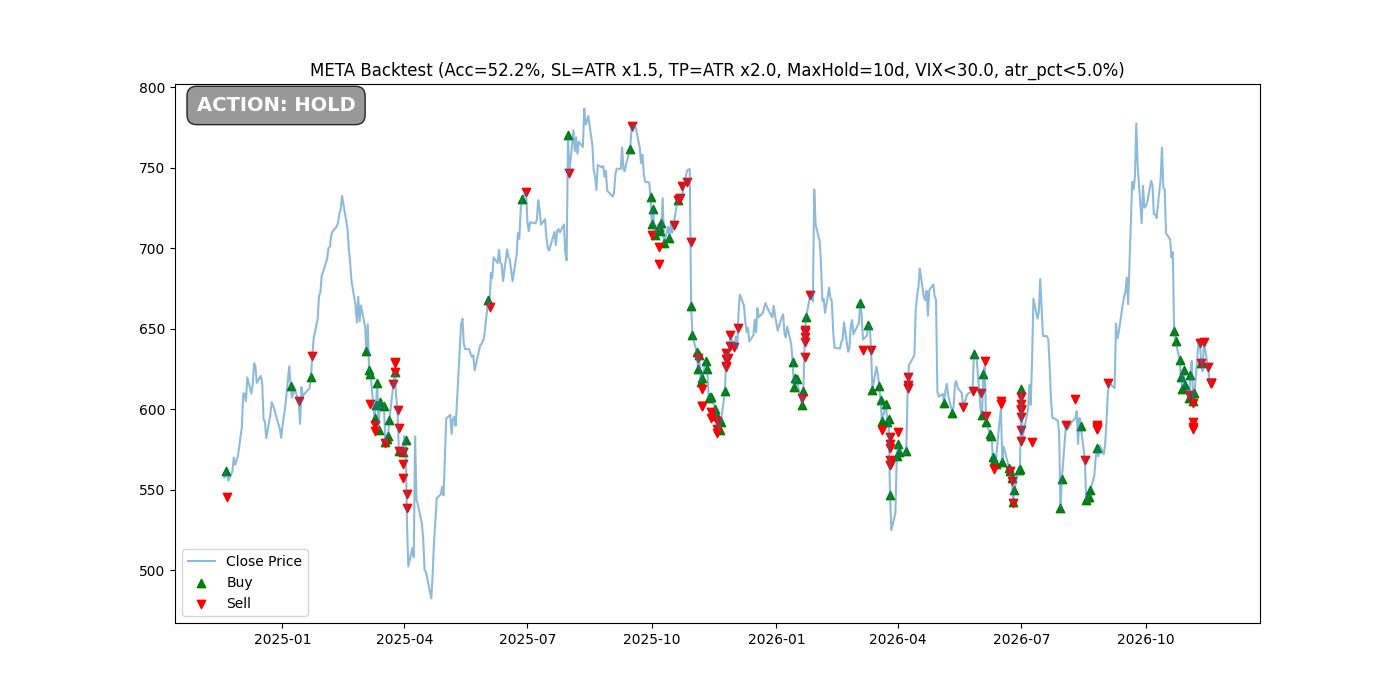 META Backtest (Acc=52.2%, SL=ATR x1.5, TP=ATR x2.0, MaxHold=10d, VIX<30.0, atr_pct<5.0%)
ACTION: HOLD
800
750
700
650
600
550
500
Close Price
Buy
Sell
2025-01 2025-04 2025-07 2025-10 2026-01 2026-04 2026-07 2026-10